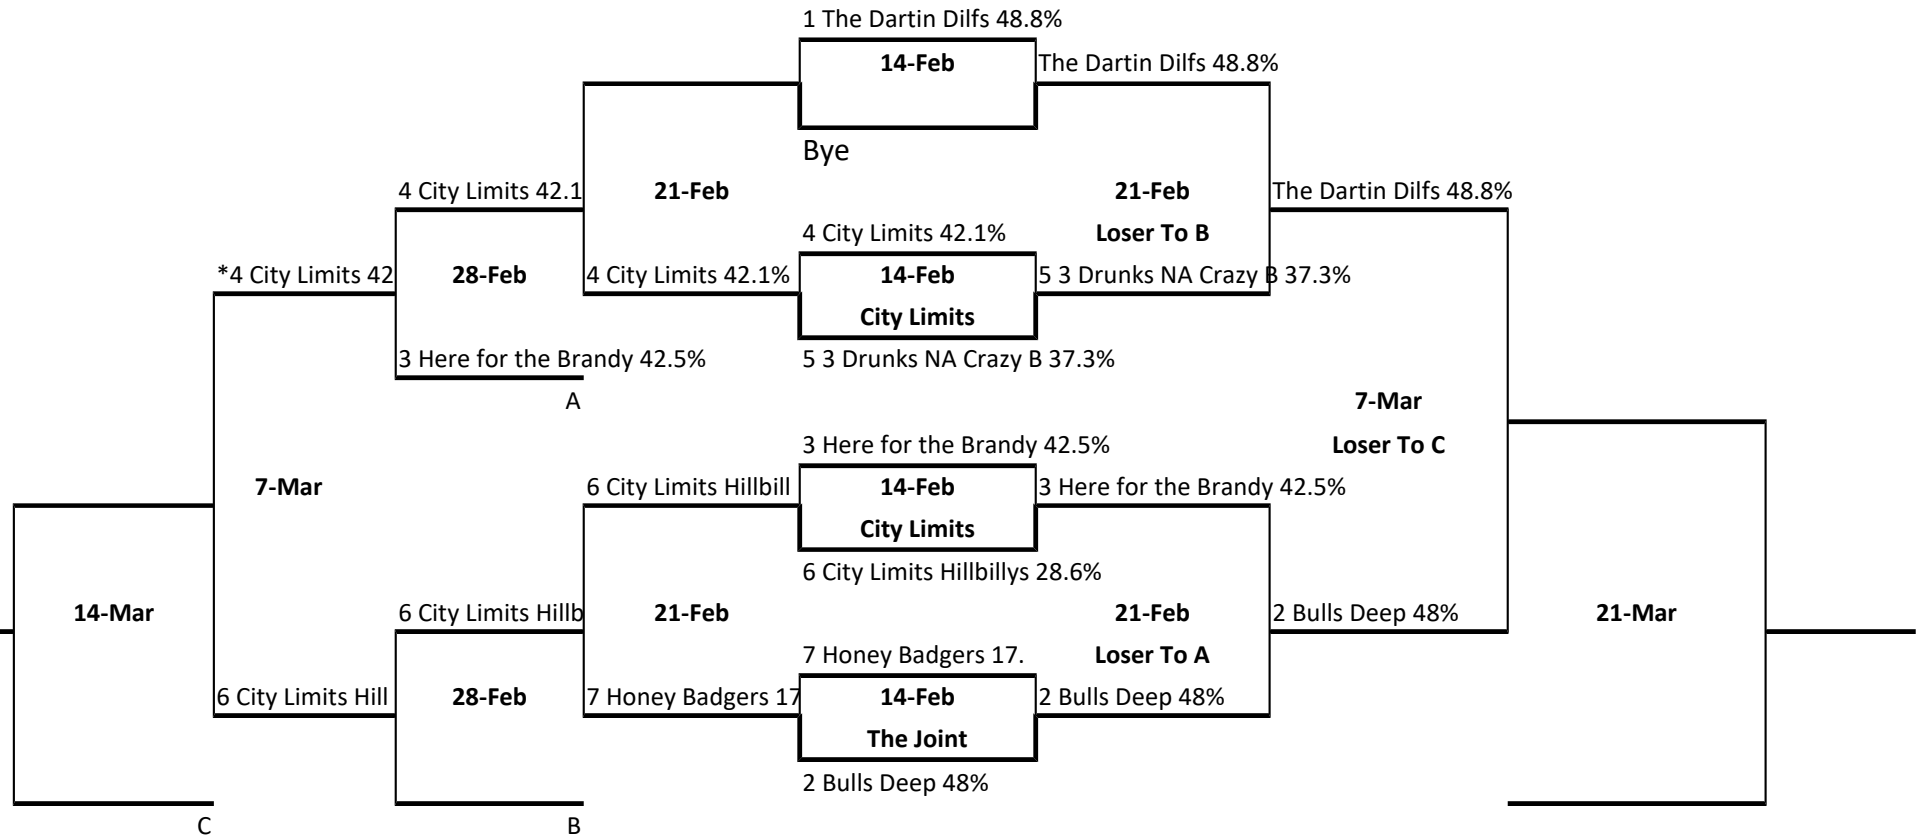 1 The Dartin Dilfs 48.8%
14-Feb
The Dartin Dilfs 48.8%
Bye
4 City Limits 42.1
21-Feb
21-Feb
The Dartin Dilfs 48.8%
4 City Limits 42.1%
Loser To B
*4 City Limits 42
28-Feb
4 City Limits 42.1%
14-Feb
5 3 Drunks NA Crazy B 37.3%
City Limits
3 Here for the Brandy 42.5%
5 3 Drunks NA Crazy B 37.3%
A
7-Mar
3 Here for the Brandy 42.5%
Loser To C
7-Mar
6 City Limits Hillbill
14-Feb
3 Here for the Brandy 42.5%
City Limits
6 City Limits Hillbillys 28.6%
14-Mar
6 City Limits Hillb
21-Feb
21-Feb
2 Bulls Deep 48%
21-Mar
7 Honey Badgers 17.
Loser To A
6 City Limits Hill
28-Feb
7 Honey Badgers 17
14-Feb
2 Bulls Deep 48%
The Joint
2 Bulls Deep 48%
C
B